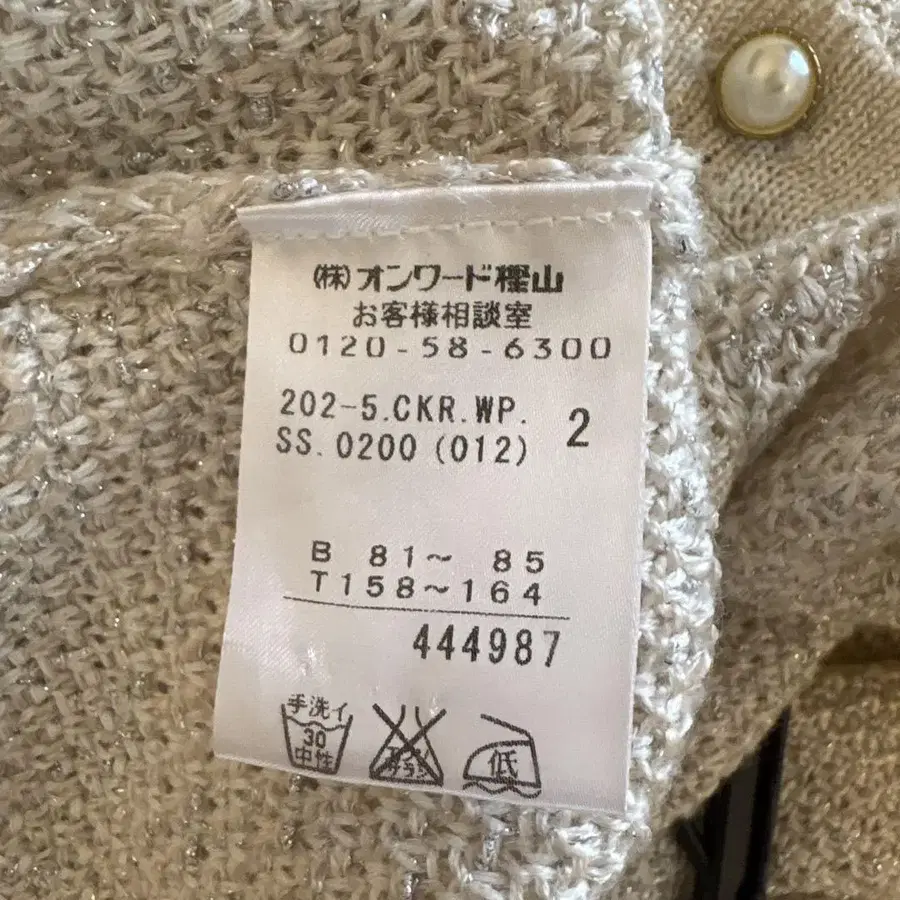 (株)オンワード樫山
お客様相談室
0120-58-6300
202-5.CKR.WP.
SS.0200(012)
2
B 81〜 85
T158〜164
444987
手洗イ
30
中性
低